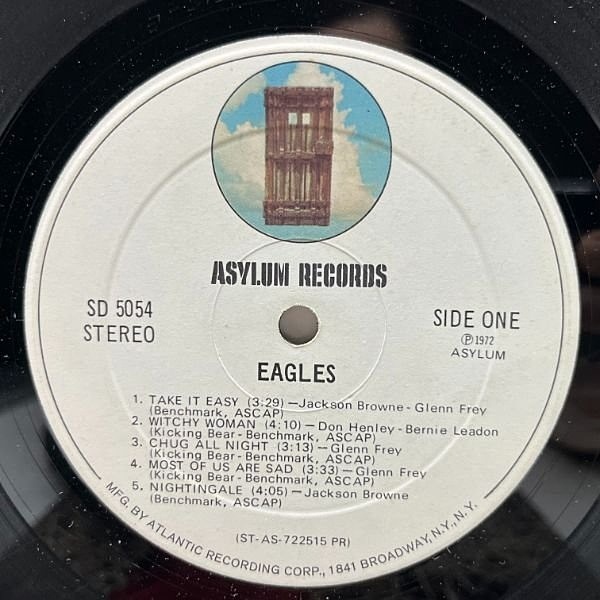 ASYLUM RECORDS
SD 5054
STEREO
SIDE ONE
Ⓟ1972
ASYLUM
EAGLES
1. TAKE IT EASY (3:29)—Jackson Browne-Glenn Frey
(Benchmark, ASCAP)
2. WITCHY WOMAN (4:10)—Don Henley-Bernie Leadon
(Kicking Bear-Benchmark, ASCAP)
3. CHUG ALL NIGHT (3:13)—Glenn Frey
(Kicking Bear-Benchmark, ASCAP)
4. MOST OF US ARE SAD (3:33)—Glenn Frey
(Kicking Bear-Benchmark, ASCAP)
5. NIGHTINGALE (4:05)—Jackson Browne
(Benchmark, ASCAP)
(ST-AS-722515 PR)
MFG. BY ATLANTIC RECORDING CORP., 1841 BROADWAY, N.Y., N.Y.